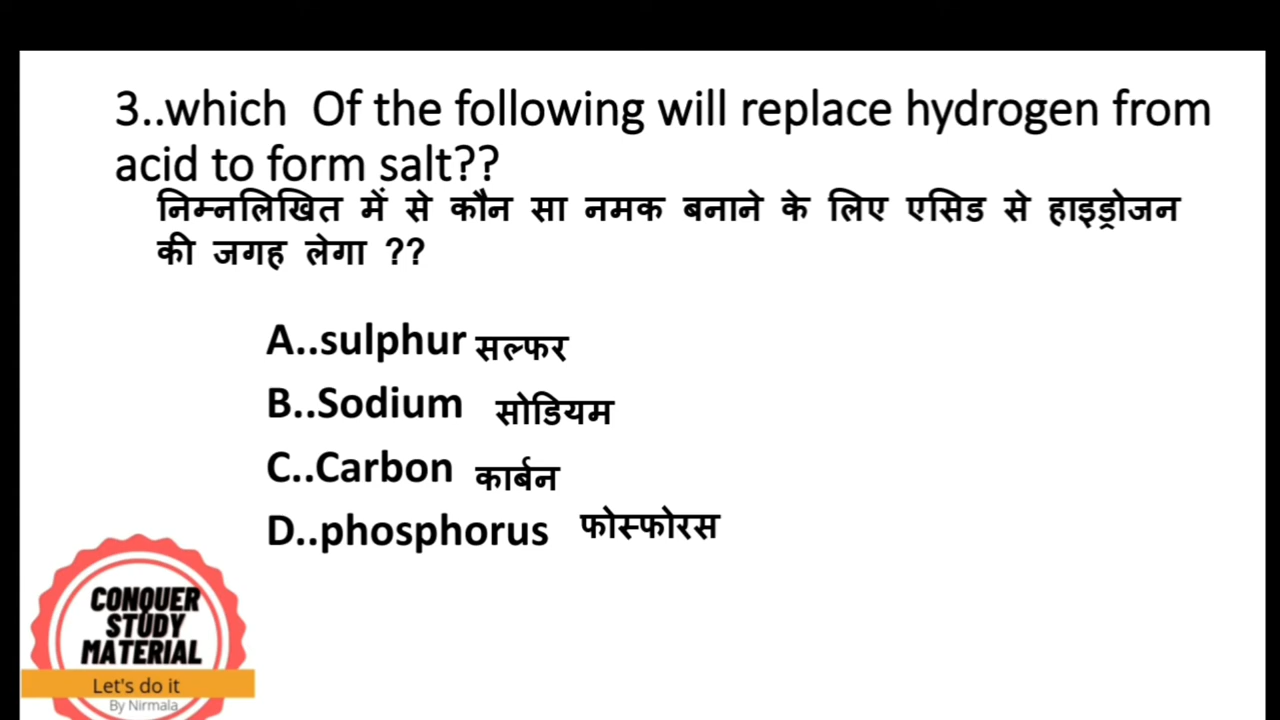 3..which Of the following will replace hydrogen from
acid to form salt??
निम्नलिखित में से कौन सा नमक बनाने के लिए एसिड से हाइड्रोजन
की जगह लेगा ??
A..sulphur सल्फर
B..Sodium सोडियम
C..Carbon कार्बन
D..phosphorus फोस्फोरस
CONQUER
STUDY
MATERIAL
Let's do it
By Nirmala